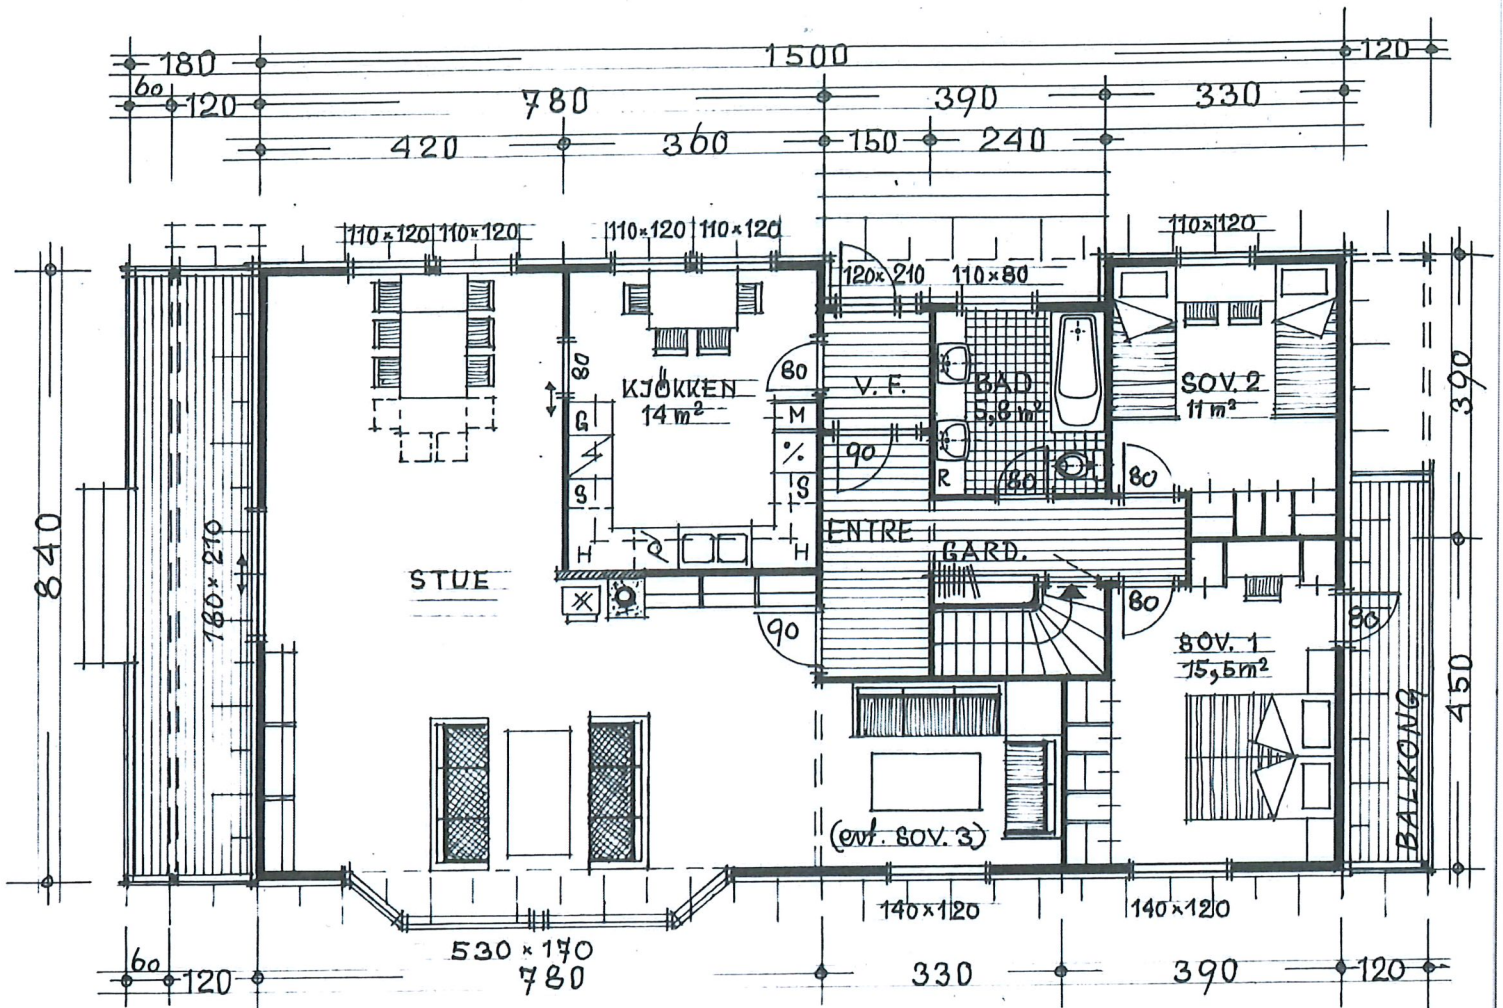 180 1500 120
60 120 780 390 330
420 360 150 240
110×120 110×120 110×120 110×120 110×120
120×210 110×80
80 80 V. F. BAD SOV. 2
KJÖKKEN 5,8 m² 11 m²
14 m²
390
G M
90
% R 80 80
S S
ENTRE
H H GARD.
840 180×210 STUE
90 80 80
SOV. 1
15,5 m²
450
BALKONG
(evt. SOV. 3)
140×120 140×120
530×170
60 120 780 330 390 120